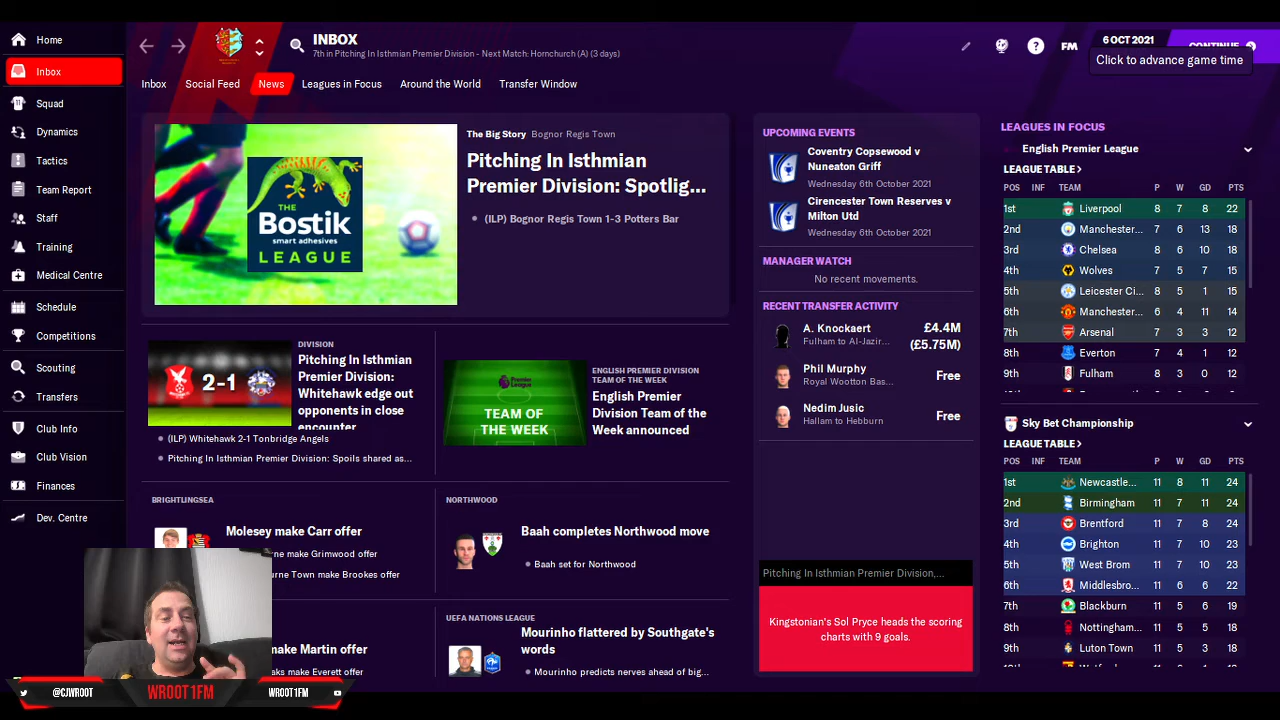 Home
Inbox
Squad
Dynamics
Tactics
Team Report
Staff
Training
Medical Centre
Schedule
Competitions
Scouting
Transfers
Club Info
Club Vision
Finances
Dev. Centre
INBOX
7th in Pitching In Isthmian Premier Division - Next Match: Hornchurch (A) (3 days)
FM
6 OCT 2021
CONTINUE
Click to advance game time
Inbox
Social Feed
News
Leagues in Focus
Around the World
Transfer Window
The Bostik
smart adhesives
LEAGUE
The Big Story Bognor Regis Town
Pitching In Isthmian
Premier Division: Spotlig...
(ILP) Bognor Regis Town 1-3 Potters Bar
2-1
DIVISION
Pitching In Isthmian
Premier Division:
Whitehawk edge out
opponents in close
encounter
(ILP) Whitehawk 2-1 Tonbridge Angels
Pitching In Isthmian Premier Division: Spoils shared as...
Premier League
TEAM OF
THE WEEK
ENGLISH PREMIER DIVISION
TEAM OF THE WEEK
English Premier
Division Team of the
Week announced
BRIGHTLINGSEA
Molesey make Carr offer
rne make Grimwood offer
ourne Town make Brookes offer
NORTHWOOD
Baah completes Northwood move
Baah set for Northwood
make Martin offer
aks make Everett offer
UEFA NATIONS LEAGUE
Mourinho flattered by Southgate's
words
Mourinho predicts nerves ahead of big...
UPCOMING EVENTS
Coventry Copsewood v
Nuneaton Griff
Wednesday 6th October 2021
Cirencester Town Reserves v
Milton Utd
Wednesday 6th October 2021
MANAGER WATCH
No recent movements.
RECENT TRANSFER ACTIVITY
A. Knockaert £4.4M
Fulham to Al-Jazir... (£5.75M)
Phil Murphy
Royal Wootton Bas... Free
Nedim Jusic
Hallam to Hebburn Free
Pitching In Isthmian Premier Division,...
Kingstonian's Sol Pryce heads the scoring
charts with 9 goals.
LEAGUES IN FOCUS
English Premier League
LEAGUE TABLE >
POS INF TEAM P W GD PTS
1st Liverpool 8 7 8 22
2nd Manchester... 7 6 13 18
3rd Chelsea 8 6 10 18
4th Wolves 7 5 7 15
5th Leicester Ci... 8 5 1 15
6th Manchester... 6 4 11 14
7th Arsenal 7 3 3 12
8th Everton 7 4 1 12
9th Fulham 8 3 0 12
Sky Bet Championship
LEAGUE TABLE >
POS INF TEAM P W GD PTS
1st Newcastle... 11 8 11 24
2nd Birmingham 11 7 11 24
3rd Brentford 11 7 8 24
4th Brighton 11 7 10 23
5th West Brom 11 7 10 23
6th Middlesbro... 11 6 6 22
7th Blackburn 11 5 6 19
8th Nottingham... 11 5 5 18
9th Luton Town 11 5 3 18
@CJWROOT
WROOT1FM
WROOT1FM